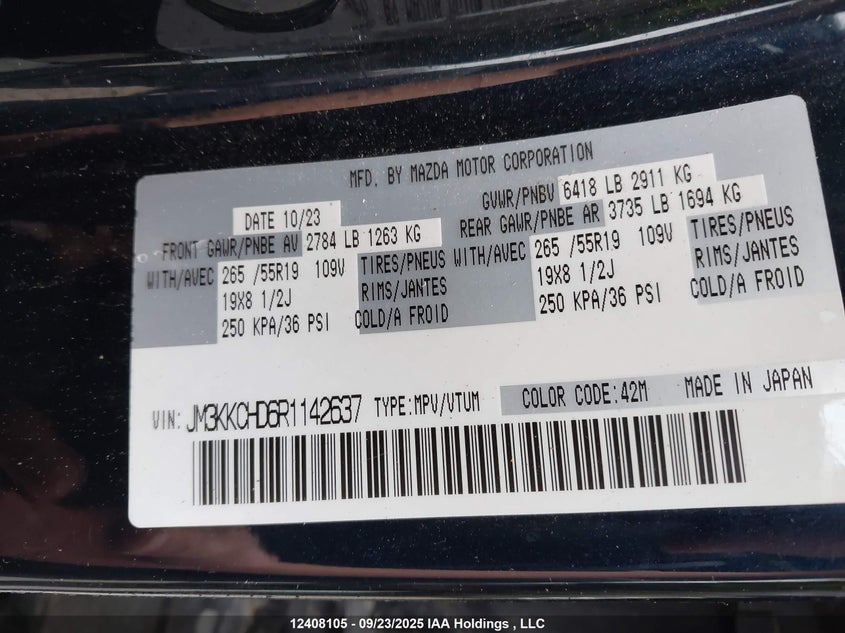 MFD. BY MAZDA MOTOR CORPORATION
DATE 10/23
GVWR/PNBV 6418 LB 2911 KG
FRONT GAWR/PNBE AV 2784 LB 1263 KG
REAR GAWR/PNBE AR 3735 LB 1694 KG
WITH/AVEC 265 /55R19 109V TIRES/PNEUS
19X8 1/2J RIMS/JANTES
250 KPA/36 PSI COLD/A FROID
WITH/AVEC 265 /55R19 109V TIRES/PNEUS
19X8 1/2J RIMS/JANTES
250 KPA/36 PSI COLD/A FROID
VIN: JM3KKCHD6R1142637 TYPE:MPV/VTUM COLOR CODE:42M MADE IN JAPAN
12408105 - 09/23/2025 IAA Holdings , LLC